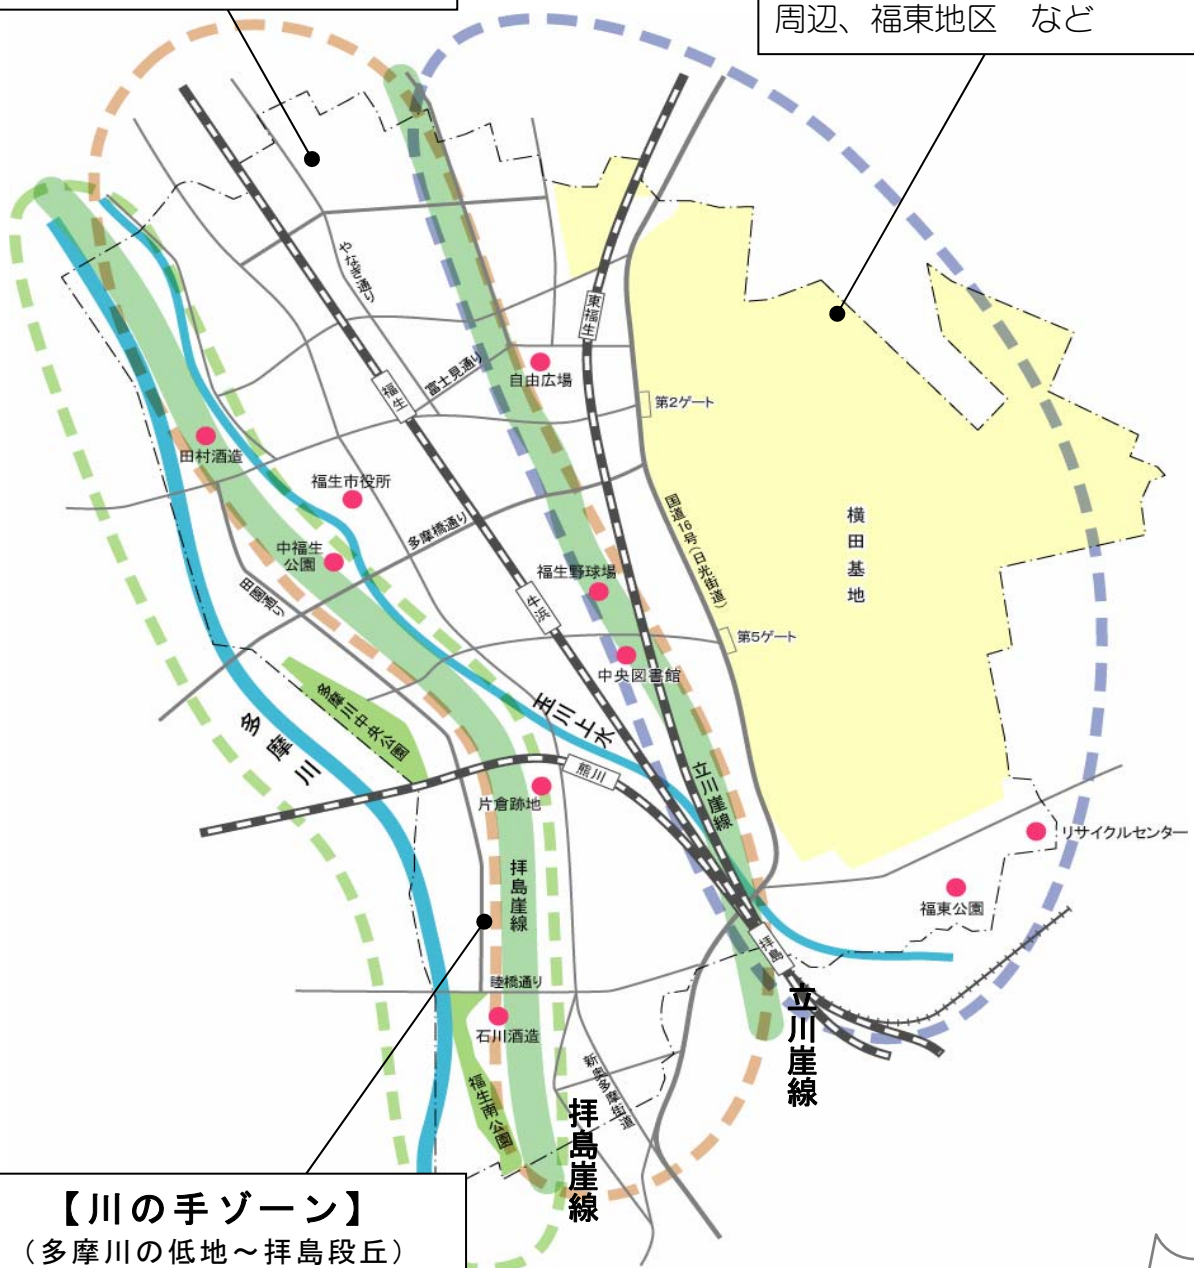 周辺、福東地区　など
やなぎ通り
東福生
富士見通り
自由広場
福生
第2ゲート
田村酒造
福生市役所
国道16号(日光街道)
横田基地
多摩橋通り
中福生
公園
福生野球場
田園通り
牛浜
第5ゲート
中央図書館
多摩川中央公園
多摩川
玉川上水
熊川
立川崖線
片倉跡地
リサイクルセンター
拝島崖線
福東公園
拝島
睦橋通り
立川崖線
石川酒造
新奥多摩街道
福生南公園
拝島崖線
【川の手ゾーン】
（多摩川の低地～拝島段丘）